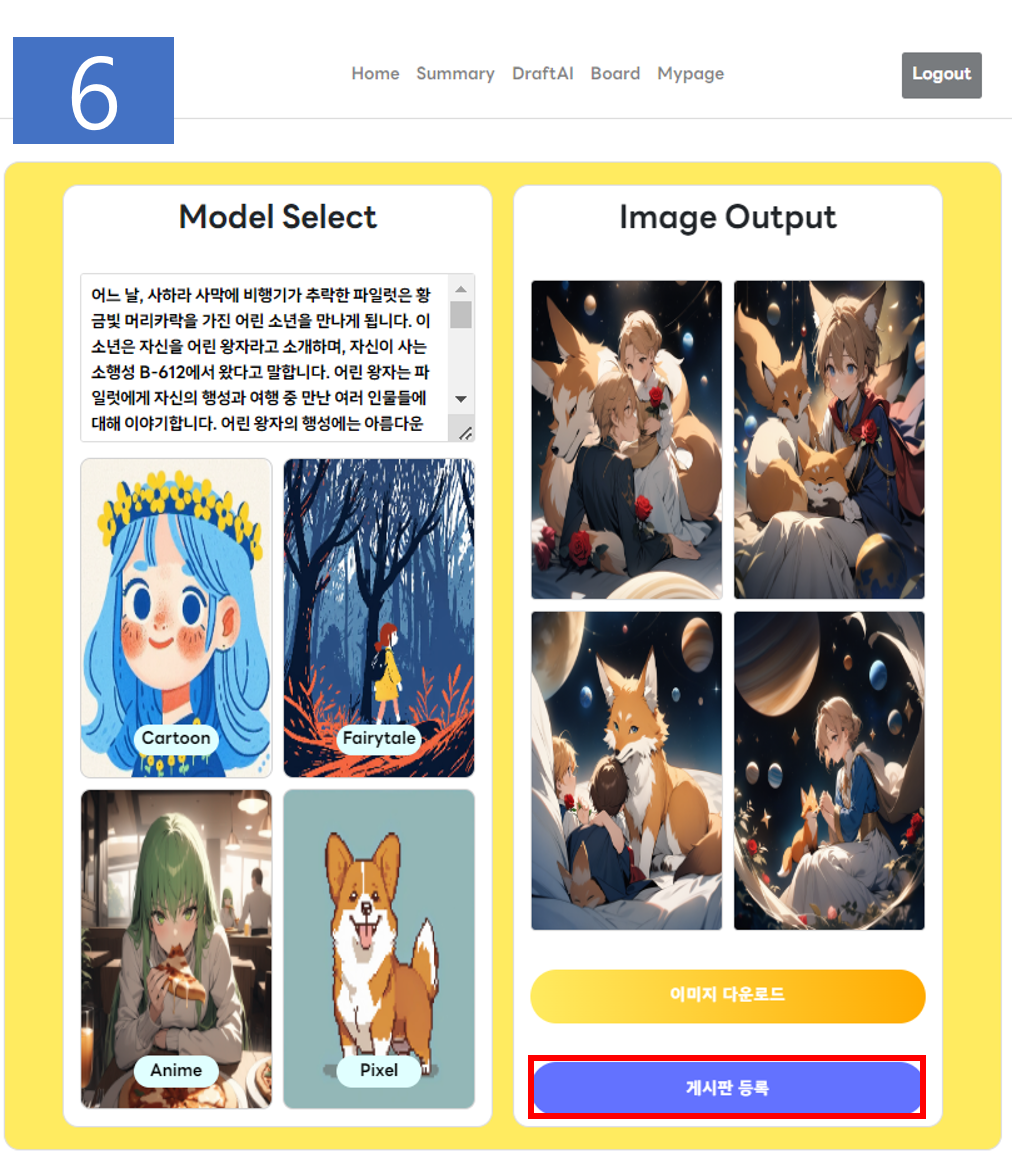 6
Home Summary DraftAI Board Mypage
Logout
Model Select
어느 날, 사하라 사막에 비행기가 추락한 파일럿은 황
금빛 머리카락을 가진 어린 소년을 만나게 됩니다. 이
소년은 자신을 어린 왕자라고 소개하며, 자신이 사는
소행성 B-612에서 왔다고 말합니다. 어린 왕자는 파
일럿에게 자신의 행성과 여행 중 만난 여러 인물들에
대해 이야기합니다. 어린 왕자의 행성에는 아름다운
Cartoon
Fairytale
Anime
Pixel
Image Output
이미지 다운로드
게시판 등록